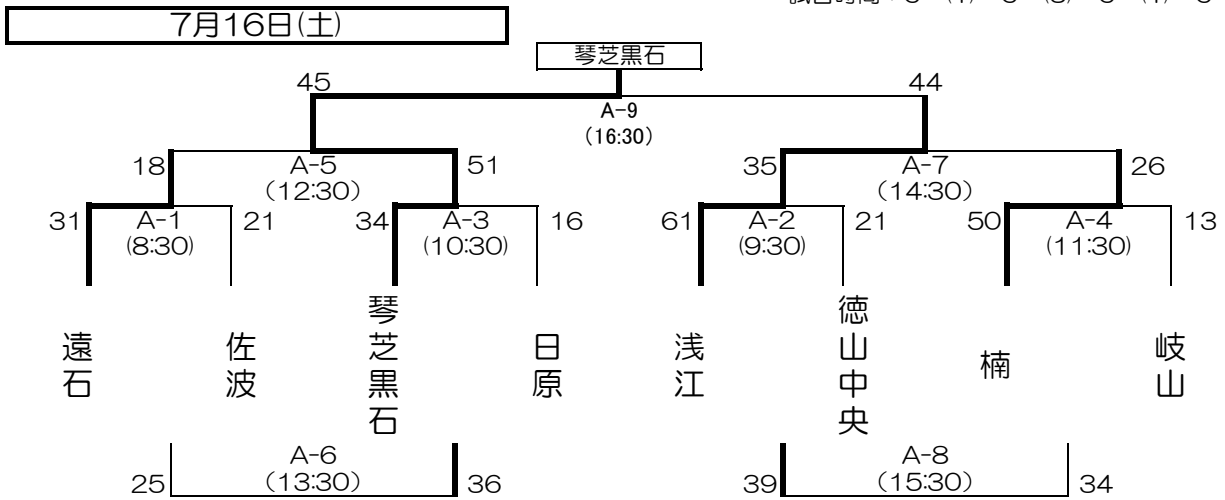 7月16日(土)
琴芝黒石
45
44
A-9
(16:30)
18
A-5
51
35
A-7
26
(12:30)
(14:30)
31
A-1
21
34
A-3
16
61
A-2
21
50
A-4
13
(8:30)
(10:30)
(9:30)
(11:30)
遠石
佐波
琴芝黒石
日原
浅江
徳山中央
楠
岐山
A-6
A-8
25
(13:30)
36
39
(15:30)
34